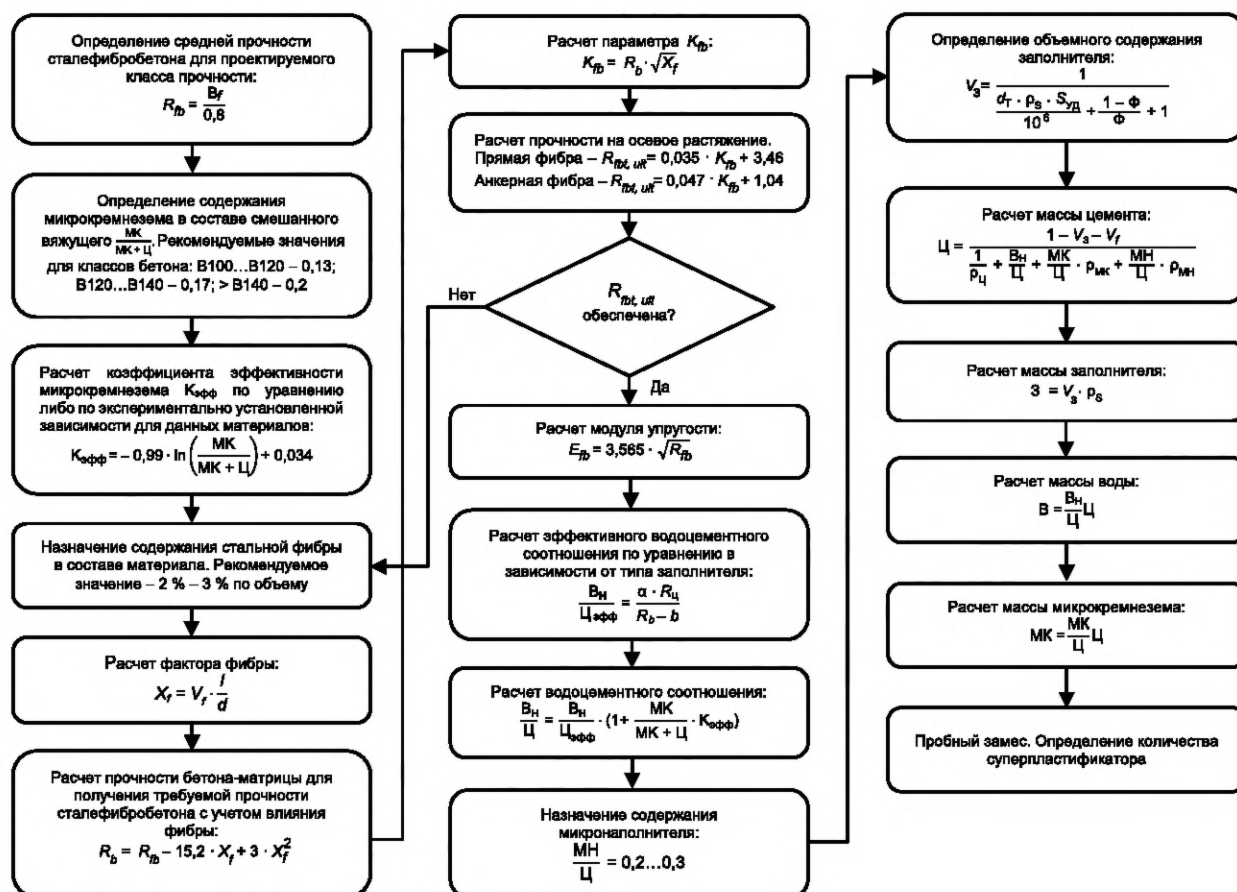 Определение средней прочности
сталефибробетона для проектируемого
класса прочности:
R_fb = B_f / 0,8
Определение содержания
микрокремнезема в составе смешанного
вяжущего МК / (МК + Ц). Рекомендуемые значения
для классов бетона: В100...В120 – 0,13;
В120...В140 – 0,17; > В140 – 0,2
Расчет коэффициента эффективности
микрокремнезема К_эфф по уравнению
либо по экспериментально установленной
зависимости для данных материалов:
К_эфф = – 0,99 · ln (МК / (МК + Ц)) + 0,034
Назначение содержания стальной фибры
в составе материала. Рекомендуемое
значение – 2 % – 3 % по объему
Расчет фактора фибры:
X_f = V_f · l / d
Расчет прочности бетона-матрицы для
получения требуемой прочности
сталефибробетона с учетом влияния
фибры:
R_b = R_fb – 15,2 · X_f + 3 · X_f^2
Расчет параметра K_fb:
K_fb = R_b · √X_f
Расчет прочности на осевое растяжение.
Прямая фибра – R_fbt, ult = 0,035 · K_fb + 3,46
Анкерная фибра – R_fbt, ult = 0,047 · K_fb + 1,04
Нет
R_fbt, ult
обеспечена?
Да
Расчет модуля упругости:
E_fb = 3,565 · √R_fb
Расчет эффективного водоцементного
соотношения по уравнению в
зависимости от типа заполнителя:
В_Н / Ц_эфф = α · R_Ц / (R_b – b)
Расчет водоцементного соотношения:
В_Н / Ц = В_Н / Ц_эфф · (1+ МК / (МК + Ц) · К_эфф)
Назначение содержания
микронаполнителя:
МН / Ц = 0,2...0,3
Определение объемного содержания
заполнителя:
V_з = 1 / (d_Т · ρ_S · S_УД / 10^6 + (1 – Ф) / Ф + 1)
Расчет массы цемента:
Ц = (1 – V_з – V_f) / (1 / ρ_Ц + В_Н / Ц + МК / Ц · ρ_МК + МН / Ц · ρ_МН)
Расчет массы заполнителя:
З = V_з · ρ_S
Расчет массы воды:
В = В_Н / Ц Ц
Расчет массы микрокремнезема:
МК = МК / Ц Ц
Пробный замес. Определение количества
суперпластификатора